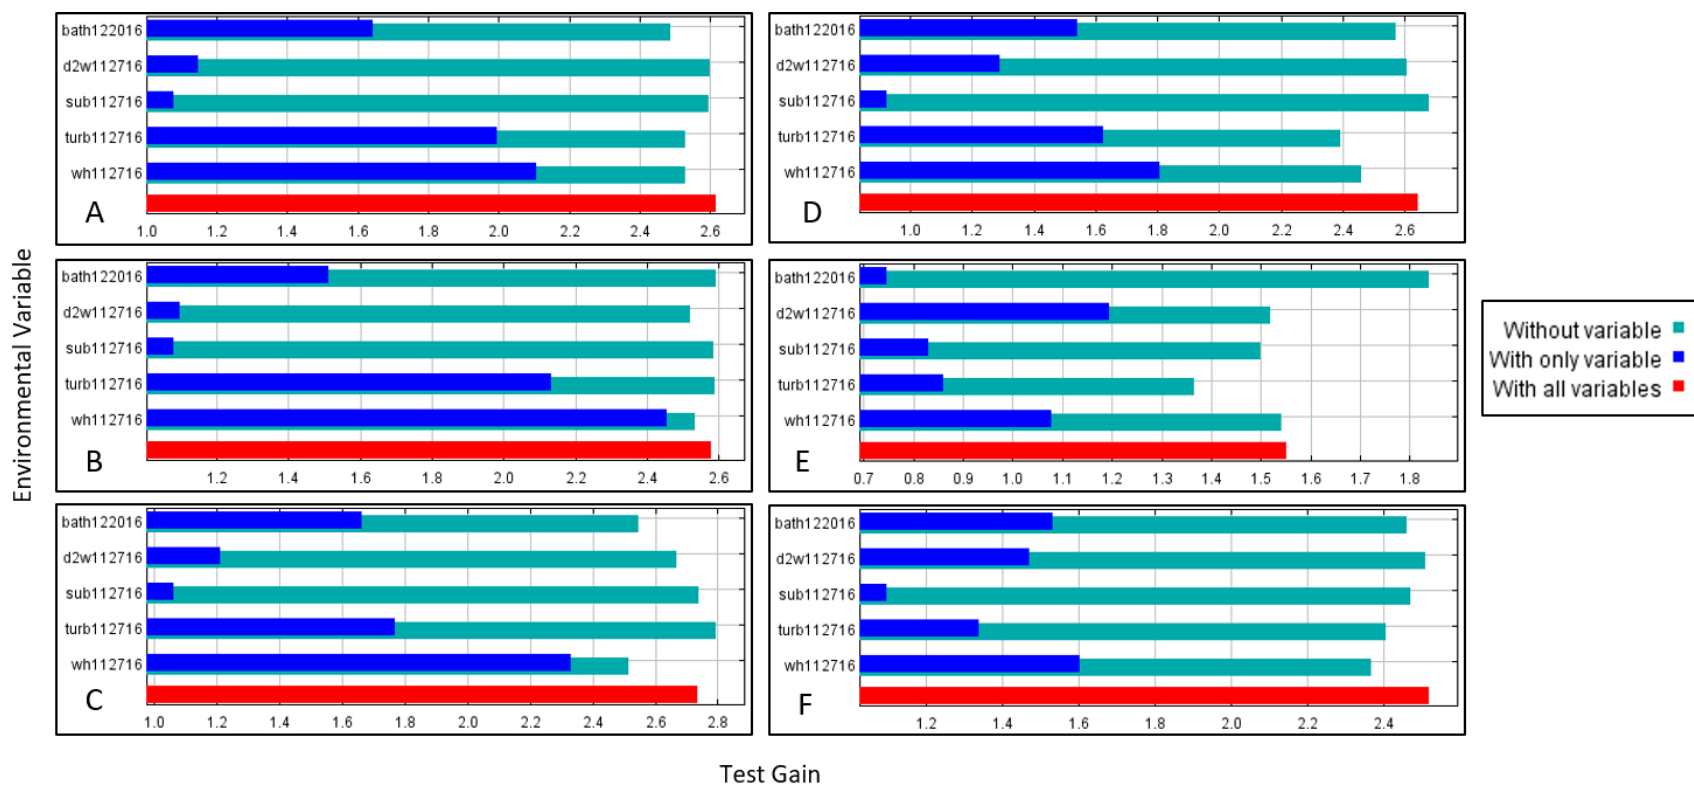 Environmental Variable
bath122016
d2w112716
sub112716
turb112716
wh112716
A
1.0 1.2 1.4 1.6 1.8 2.0 2.2 2.4 2.6
bath122016
d2w112716
sub112716
turb112716
wh112716
D
1.0 1.2 1.4 1.6 1.8 2.0 2.2 2.4 2.6
bath122016
d2w112716
sub112716
turb112716
wh112716
B
1.2 1.4 1.6 1.8 2.0 2.2 2.4 2.6
bath122016
d2w112716
sub112716
turb112716
wh112716
E
0.7 0.8 0.9 1.0 1.1 1.2 1.3 1.4 1.5 1.6 1.7 1.8
bath122016
d2w112716
sub112716
turb112716
wh112716
C
1.0 1.2 1.4 1.6 1.8 2.0 2.2 2.4 2.6 2.8
bath122016
d2w112716
sub112716
turb112716
wh112716
F
1.2 1.4 1.6 1.8 2.0 2.2 2.4
Without variable
With only variable
With all variables
Test Gain